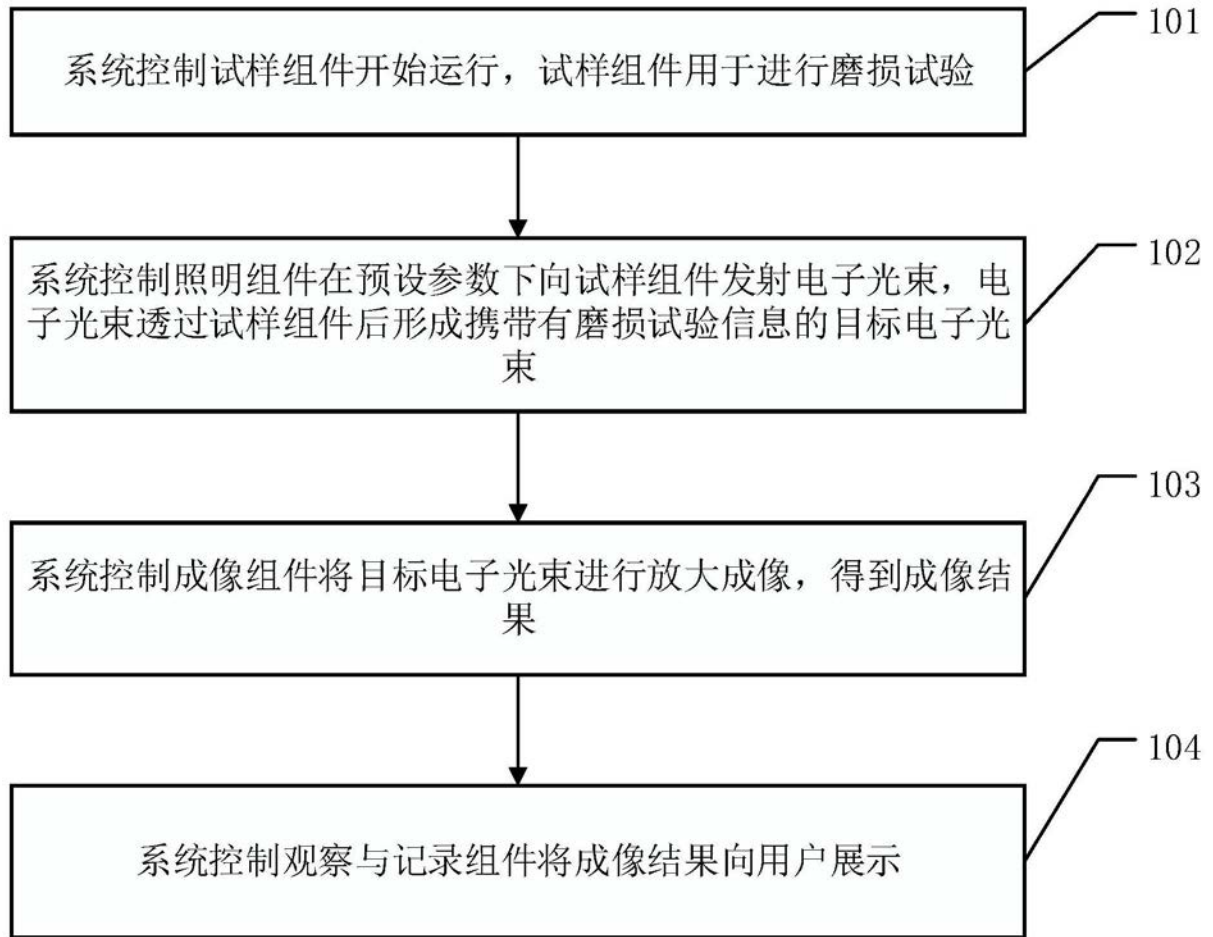 101
系统控制试样组件开始运行，试样组件用于进行磨损试验
102
系统控制照明组件在预设参数下向试样组件发射电子光束，电
子光束透过试样组件后形成携带有磨损试验信息的目标电子光
束
103
系统控制成像组件将目标电子光束进行放大成像，得到成像结
果
104
系统控制观察与记录组件将成像结果向用户展示